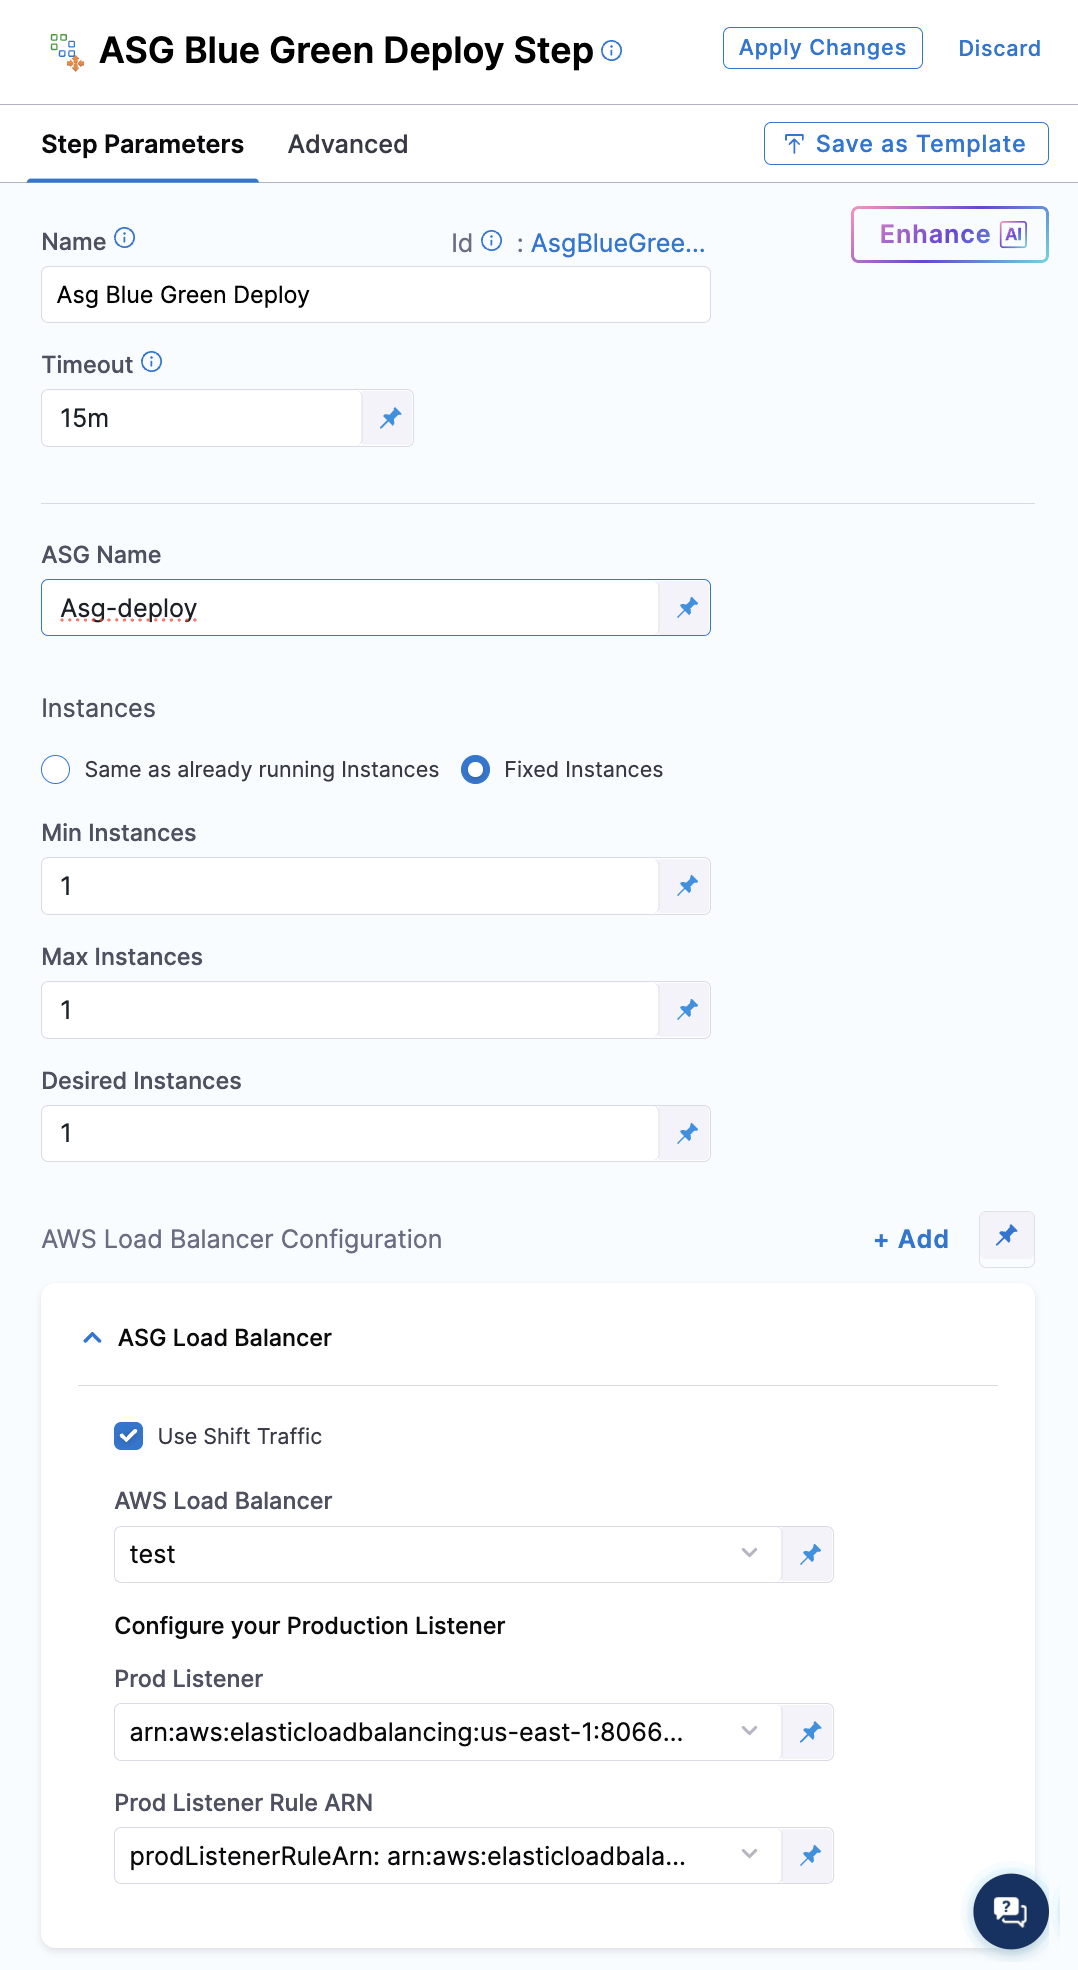 ASG Blue Green Deploy Step
Apply Changes
Discard
Step Parameters
Advanced
Save as Template
Name
Id : AsgBlueGree...
Enhance AI
Asg Blue Green Deploy
Timeout
15m
ASG Name
Asg-deploy
Instances
Same as already running Instances
Fixed Instances
Min Instances
1
Max Instances
1
Desired Instances
1
AWS Load Balancer Configuration
+ Add
ASG Load Balancer
Use Shift Traffic
AWS Load Balancer
test
Configure your Production Listener
Prod Listener
arn:aws:elasticloadbalancing:us-east-1:8066...
Prod Listener Rule ARN
prodListenerRuleArn: arn:aws:elasticloadbala...